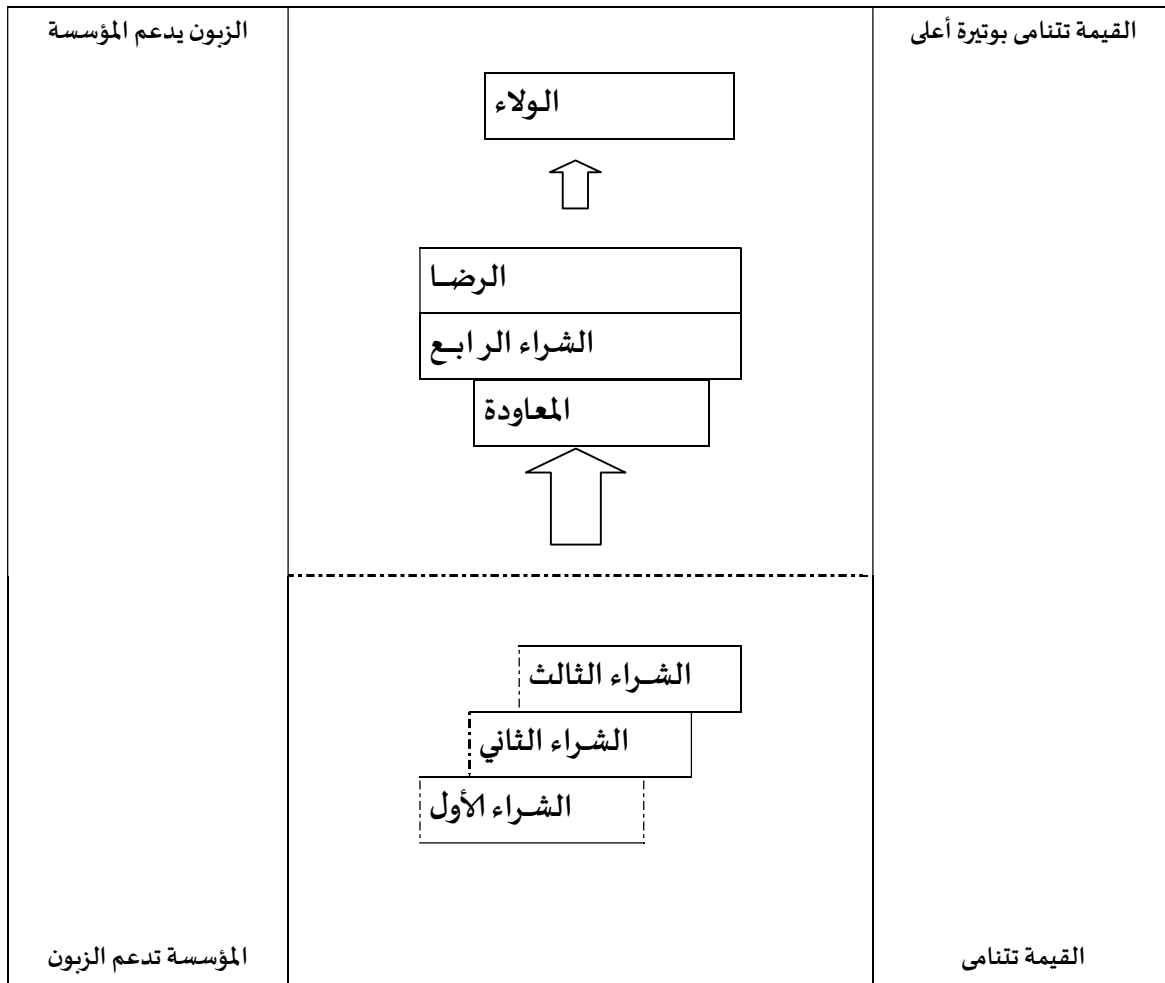 القيمة تتنامى بوتيرة أعلى
الزبون يدعم المؤسسة
الولاء
الرضا
الشراء الرابع
المعاودة
الشراء الثالث
الشراء الثاني
الشراء الأول
القيمة تتنامى
المؤسسة تدعم الزبون